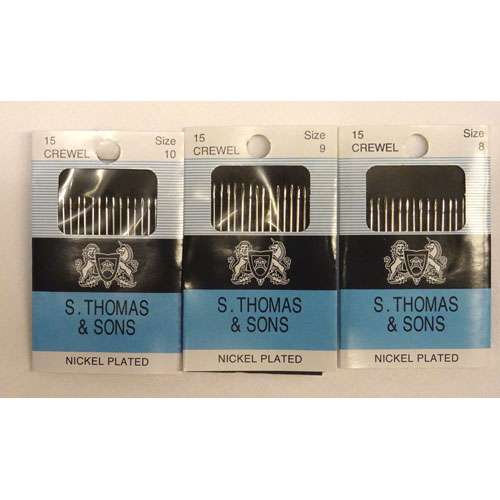 15 Size
CREWEL 10
S. THOMAS
& SONS
NICKEL PLATED
15 Size
CREWEL 9
S. THOMAS
& SONS
NICKEL PLATED
15 Size
CREWEL 8
S. THOMAS
& SONS
NICKEL PLATED